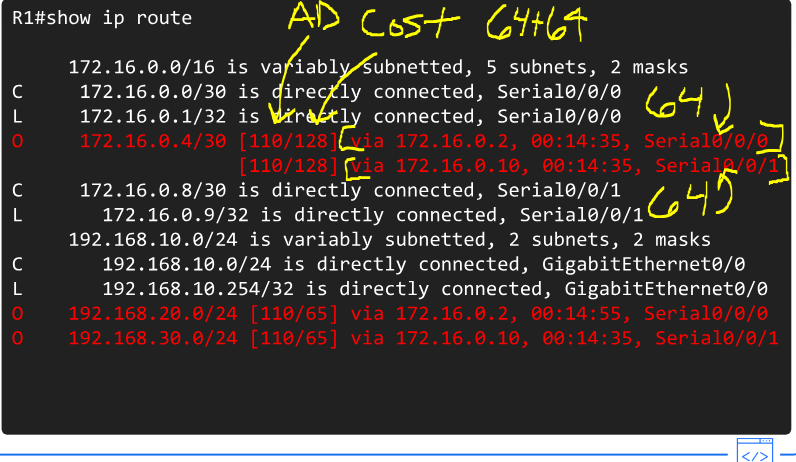 R1#show ip route
AD Cost 64+64
172.16.0.0/16 is variably subnetted, 5 subnets, 2 masks
C 172.16.0.0/30 is directly connected, Serial0/0/0
L 172.16.0.1/32 is directly connected, Serial0/0/0
64
O 172.16.0.4/30 [110/128] via 172.16.0.2, 00:14:35, Serial0/0/0
[110/128] via 172.16.0.10, 00:14:35, Serial0/0/1
C 172.16.0.8/30 is directly connected, Serial0/0/1
L 172.16.0.9/32 is directly connected, Serial0/0/1
64
192.168.10.0/24 is variably subnetted, 2 subnets, 2 masks
C 192.168.10.0/24 is directly connected, GigabitEthernet0/0
L 192.168.10.254/32 is directly connected, GigabitEthernet0/0
O 192.168.20.0/24 [110/65] via 172.16.0.2, 00:14:55, Serial0/0/0
O 192.168.30.0/24 [110/65] via 172.16.0.10, 00:14:35, Serial0/0/1
</>